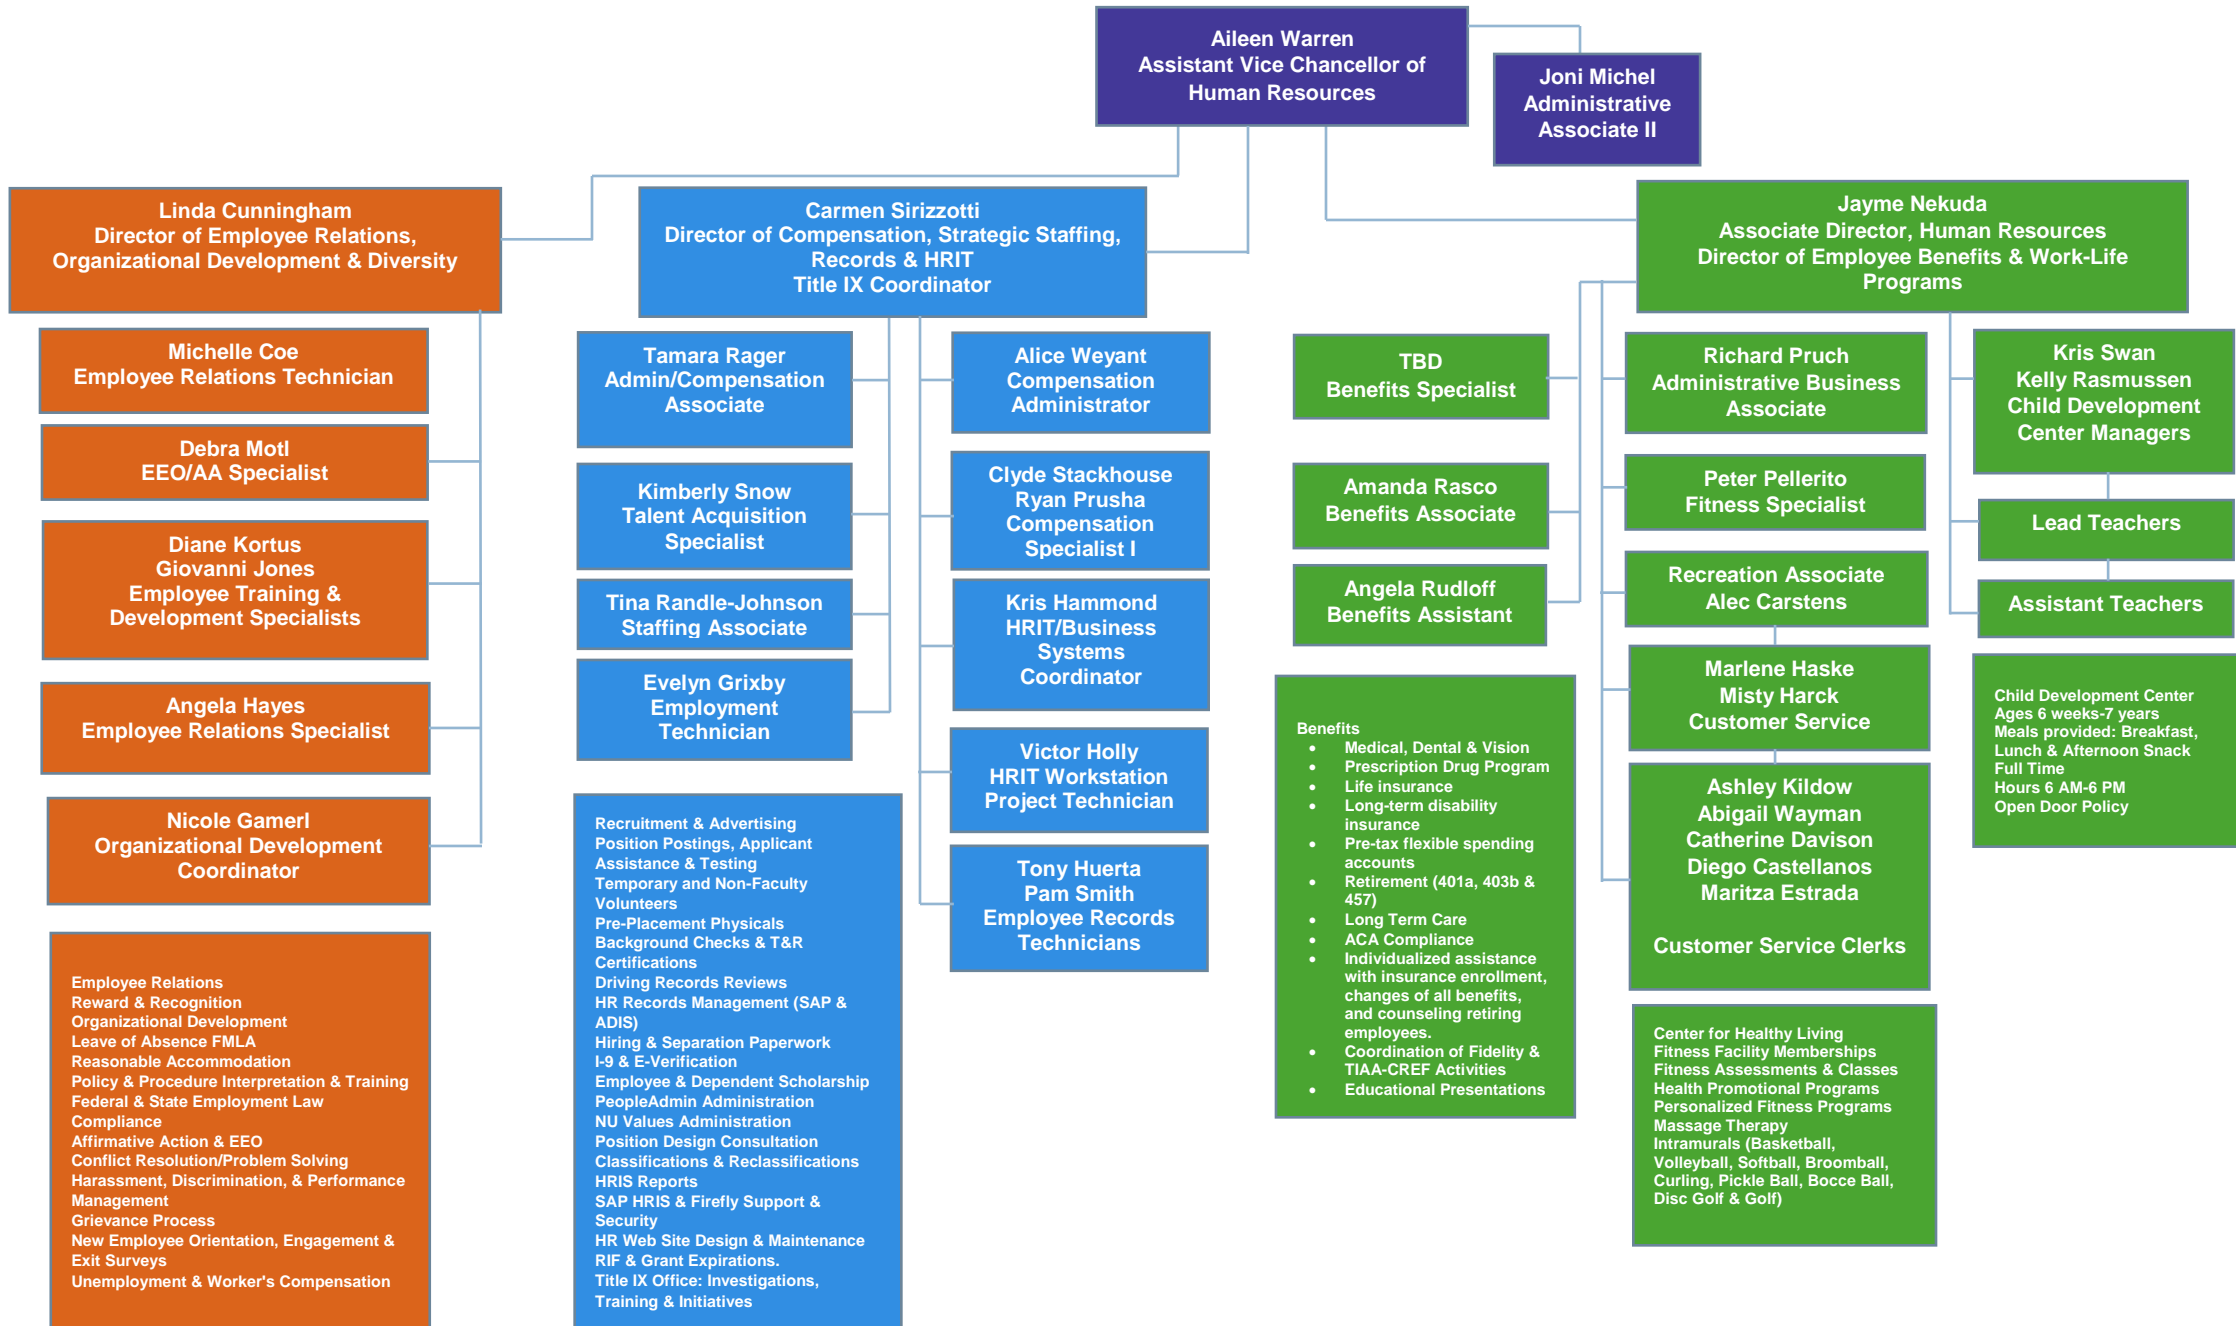 Aileen Warren
Assistant Vice Chancellor of
Human Resources
Joni Michel
Administrative
Associate II
Linda Cunningham
Director of Employee Relations,
Organizational Development & Diversity
Michelle Coe
Employee Relations Technician
Debra Motl
EEO/AA Specialist
Diane Kortus
Giovanni Jones
Employee Training &
Development Specialists
Angela Hayes
Employee Relations Specialist
Nicole Gamerl
Organizational Development
Coordinator
Employee Relations
Reward & Recognition
Organizational Development
Leave of Absence FMLA
Reasonable Accommodation
Policy & Procedure Interpretation & Training
Federal & State Employment Law
Compliance
Affirmative Action & EEO
Conflict Resolution/Problem Solving
Harassment, Discrimination, & Performance
Management
Grievance Process
New Employee Orientation, Engagement &
Exit Surveys
Unemployment & Worker's Compensation
Carmen Sirizzotti
Director of Compensation, Strategic Staffing,
Records & HRIT
Title IX Coordinator
Tamara Rager
Admin/Compensation
Associate
Kimberly Snow
Talent Acquisition
Specialist
Tina Randle-Johnson
Staffing Associate
Evelyn Grixby
Employment
Technician
Recruitment & Advertising
Position Postings, Applicant
Assistance & Testing
Temporary and Non-Faculty
Volunteers
Pre-Placement Physicals
Background Checks & T&R
Certifications
Driving Records Reviews
HR Records Management (SAP &
ADIS)
Hiring & Separation Paperwork
I-9 & E-Verification
Employee & Dependent Scholarship
PeopleAdmin Administration
NU Values Administration
Position Design Consultation
Classifications & Reclassifications
HRIS Reports
SAP HRIS & Firefly Support &
Security
HR Web Site Design & Maintenance
RIF & Grant Expirations.
Title IX Office: Investigations,
Training & Initiatives
Alice Weyant
Compensation
Administrator
Clyde Stackhouse
Ryan Prusha
Compensation
Specialist I
Kris Hammond
HRIT/Business
Systems
Coordinator
Victor Holly
HRIT Workstation
Project Technician
Tony Huerta
Pam Smith
Employee Records
Technicians
Jayme Nekuda
Associate Director, Human Resources
Director of Employee Benefits & Work-Life
Programs
TBD
Benefits Specialist
Amanda Rasco
Benefits Associate
Angela Rudloff
Benefits Assistant
Benefits
• Medical, Dental & Vision
• Prescription Drug Program
• Life insurance
• Long-term disability
insurance
• Pre-tax flexible spending
accounts
• Retirement (401a, 403b &
457)
• Long Term Care
• ACA Compliance
• Individualized assistance
with insurance enrollment,
changes of all benefits,
and counseling retiring
employees.
• Coordination of Fidelity &
TIAA-CREF Activities
• Educational Presentations
Richard Pruch
Administrative Business
Associate
Peter Pellerito
Fitness Specialist
Recreation Associate
Alec Carstens
Marlene Haske
Misty Harck
Customer Service
Ashley Kildow
Abigail Wayman
Catherine Davison
Diego Castellanos
Maritza Estrada
Customer Service Clerks
Center for Healthy Living
Fitness Facility Memberships
Fitness Assessments & Classes
Health Promotional Programs
Personalized Fitness Programs
Massage Therapy
Intramurals (Basketball,
Volleyball, Softball, Broomball,
Curling, Pickle Ball, Bocce Ball,
Disc Golf & Golf)
Kris Swan
Kelly Rasmussen
Child Development
Center Managers
Lead Teachers
Assistant Teachers
Child Development Center
Ages 6 weeks-7 years
Meals provided: Breakfast,
Lunch & Afternoon Snack
Full Time
Hours 6 AM-6 PM
Open Door Policy